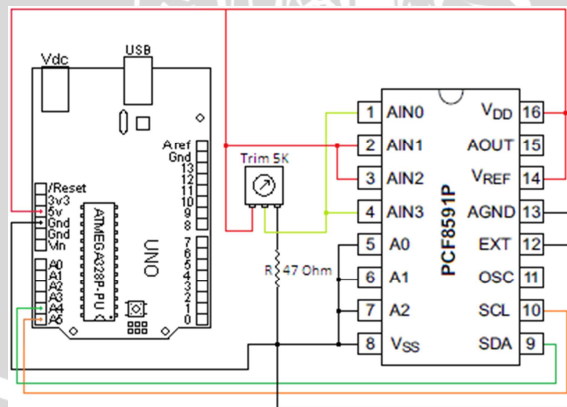 Vdc
USB
/Reset
3v3
5v
Gnd
Gnd
Vin
A0
A1
A2
A3
A4
A5
ATMEGA328P-PU
UNO
Aref
Gnd
13
12
11
10
9
8
7
6
5
4
3
2
1
0
Trim 5K
R 47 Ohm
PCF8591P
1 AIN0
2 AIN1
3 AIN2
4 AIN3
5 A0
6 A1
7 A2
8 VSS
VDD 16
AOUT 15
VREF 14
AGND 13
EXT 12
OSC 11
SCL 10
SDA 9